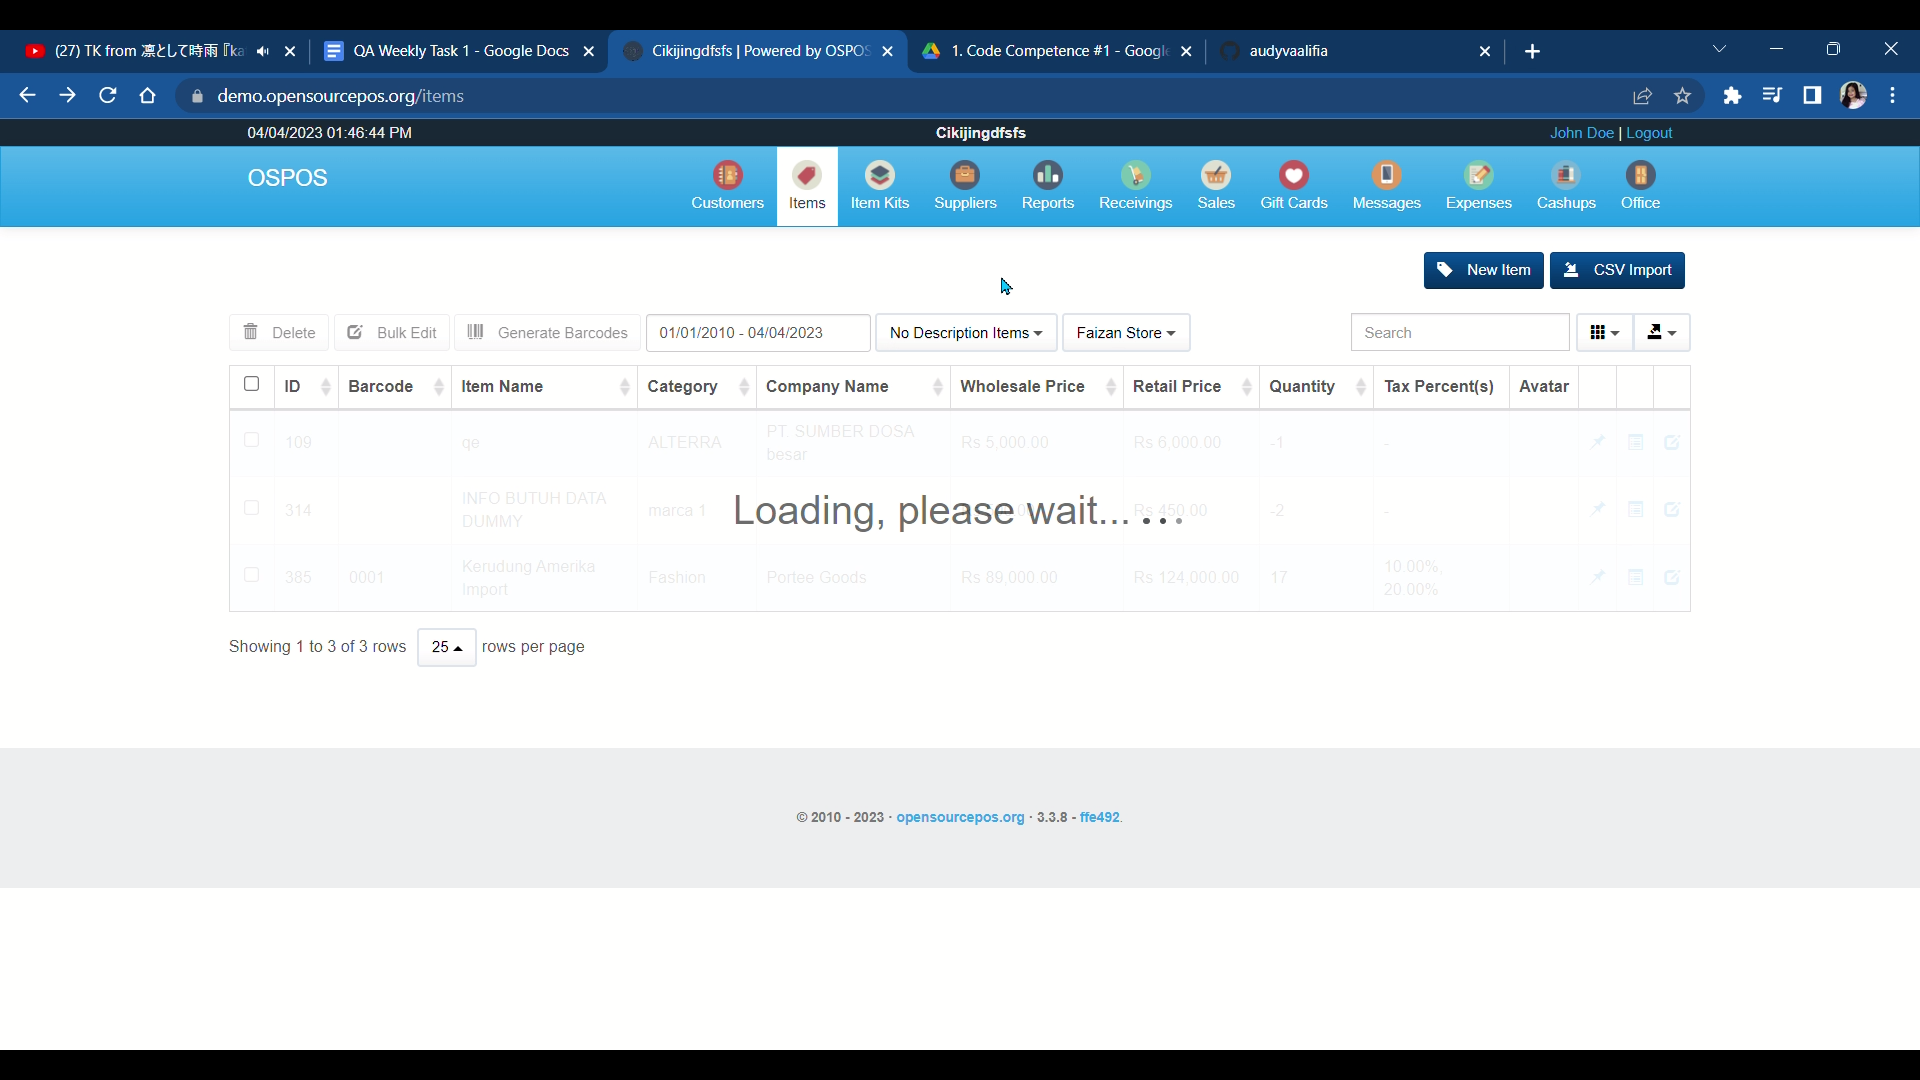 (27) TK from 凛として時雨『ka
QA Weekly Task 1 - Google Docs
Cikijingdfsfs | Powered by OSPOS
1. Code Competence #1 - Google
audyvaalifia
demo.opensourcepos.org/items
04/04/2023 01:46:44 PM
Cikijingdfsfs
John Doe | Logout
OSPOS
Customers
Items
Item Kits
Suppliers
Reports
Receivings
Sales
Gift Cards
Messages
Expenses
Cashups
Office
New Item
CSV Import
Delete
Bulk Edit
Generate Barcodes
01/01/2010 - 04/04/2023
No Description Items
Faizan Store
Search
ID Barcode Item Name Category Company Name Wholesale Price Retail Price Quantity Tax Percent(s) Avatar
109 qe ALTERRA PT. SUMBER DOSA besar Rs 5,000.00 Rs 6,000.00 -1 -
314 INFO BUTUH DATA DUMMY marca 1 Rs 450.00 -2 -
Loading, please wait... ...
385 0001 Kerudung Amerika Import Fashion Portee Goods Rs 89,000.00 Rs 124,000.00 17 10.00%, 20.00%
Showing 1 to 3 of 3 rows 25 rows per page
© 2010 - 2023 · opensourcepos.org · 3.3.8 - ffe492.